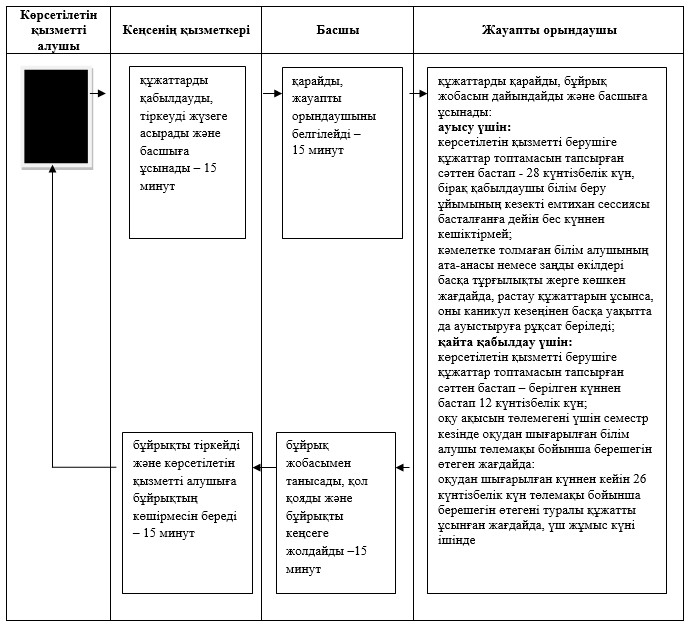 Көрсетілетін
қызметті
алушы
Кеңсенің қызметкері
Басшы
Жауапты орындаушы
құжаттарды
қабылдауды,
тіркеуді жүзеге
асырады және
басшыға
ұсынады – 15
минут
қарайды,
жауапты
орындаушыны
белгілейді –
15 минут
құжаттарды қарайды, бұйрық
жобасын дайындайды және басшыға
ұсынады:
ауысу үшін:
көрсетілетін қызметті берушіге
құжаттар топтамасын тапсырған
сәттен бастап - 28 күнтізбелік күн,
бірақ қабылдаушы білім беру
ұйымының кезекті емтихан сессиясы
басталғанға дейін бес күннен
кешіктірмей;
кәмелетке толмаған білім алушының
ата-анасы немесе заңды өкілдері
басқа тұрғылықты жерге көшкен
жағдайда, растау құжаттарын ұсынса,
оны каникул кезеңінен басқа уақытта
да ауыстыруға рұқсат беріледі;
қайта қабылдау үшін:
көрсетілетін қызметті берушіге
құжаттар топтамасын тапсырған
сәттен бастап – берілген күннен
бастап 12 күнтізбелік күн;
оқу ақысын төлемегені үшін семестр
кезінде оқудан шығарылған білім
алушы төлемақы бойынша берешегін
өтеген жағдайда:
оқудан шығарылған күннен кейін 26
күнтізбелік күн төлемақы бойынша
берешегін өтегені туралы құжатты
ұсынған жағдайда, үш жұмыс күні
ішінде
бұйрықты тіркейді
және көрсетілетін
қызметті алушыға
бұйрықтың
көшірмесін береді
– 15 минут
бұйрық
жобасымен
танысады, қол
қояды және
бұйрықты
кеңсеге
жолдайды –15
минут